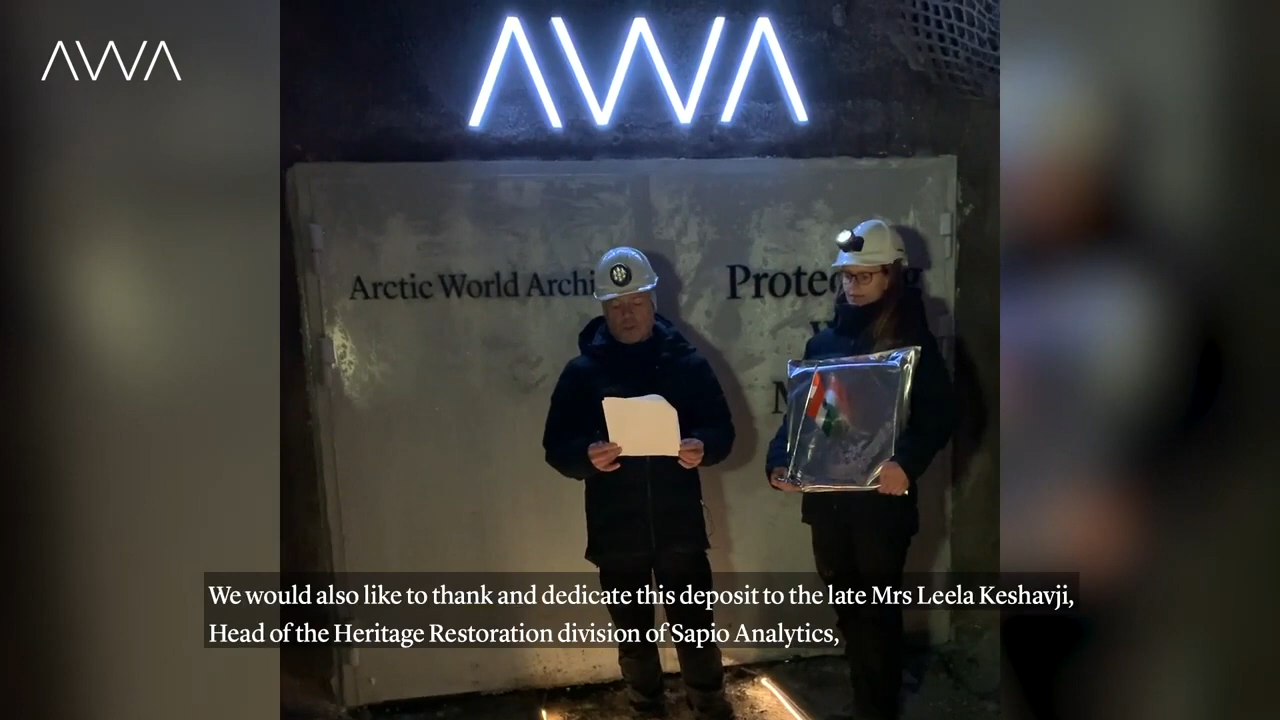 AWA
AWA
Arctic World Archi
Protec
We would also like to thank and dedicate this deposit to the late Mrs Leela Keshavji,
Head of the Heritage Restoration division of Sapio Analytics,